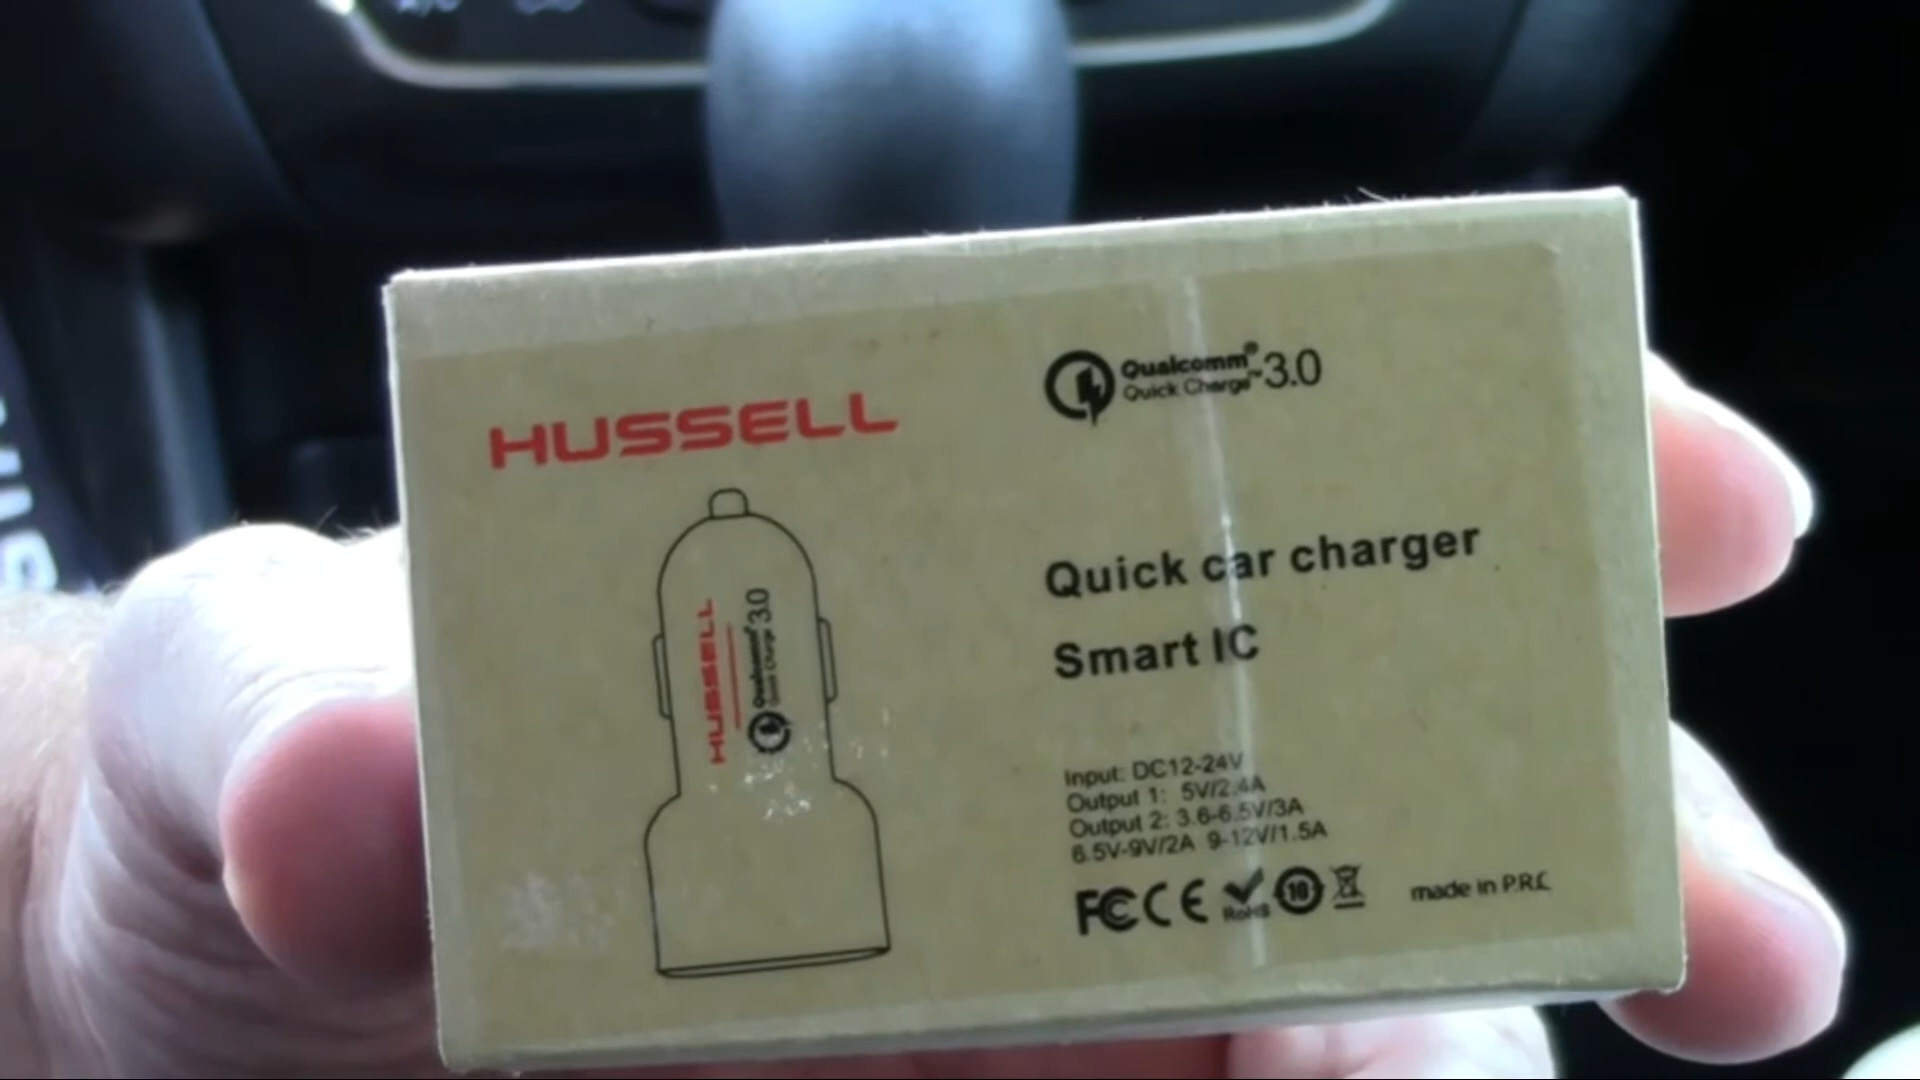 HUSSELL
Qualcomm®
Quick Charge™ 3.0
HUSSELL
Qualcomm®
Quick Charge 3.0
Quick car charger
Smart IC
Input: DC12-24V
Output 1: 5V/2.4A
Output 2: 3.6-6.5V/3A
6.5V-9V/2A 9-12V/1.5A
FC CE RoHS 10 made in P.R.C